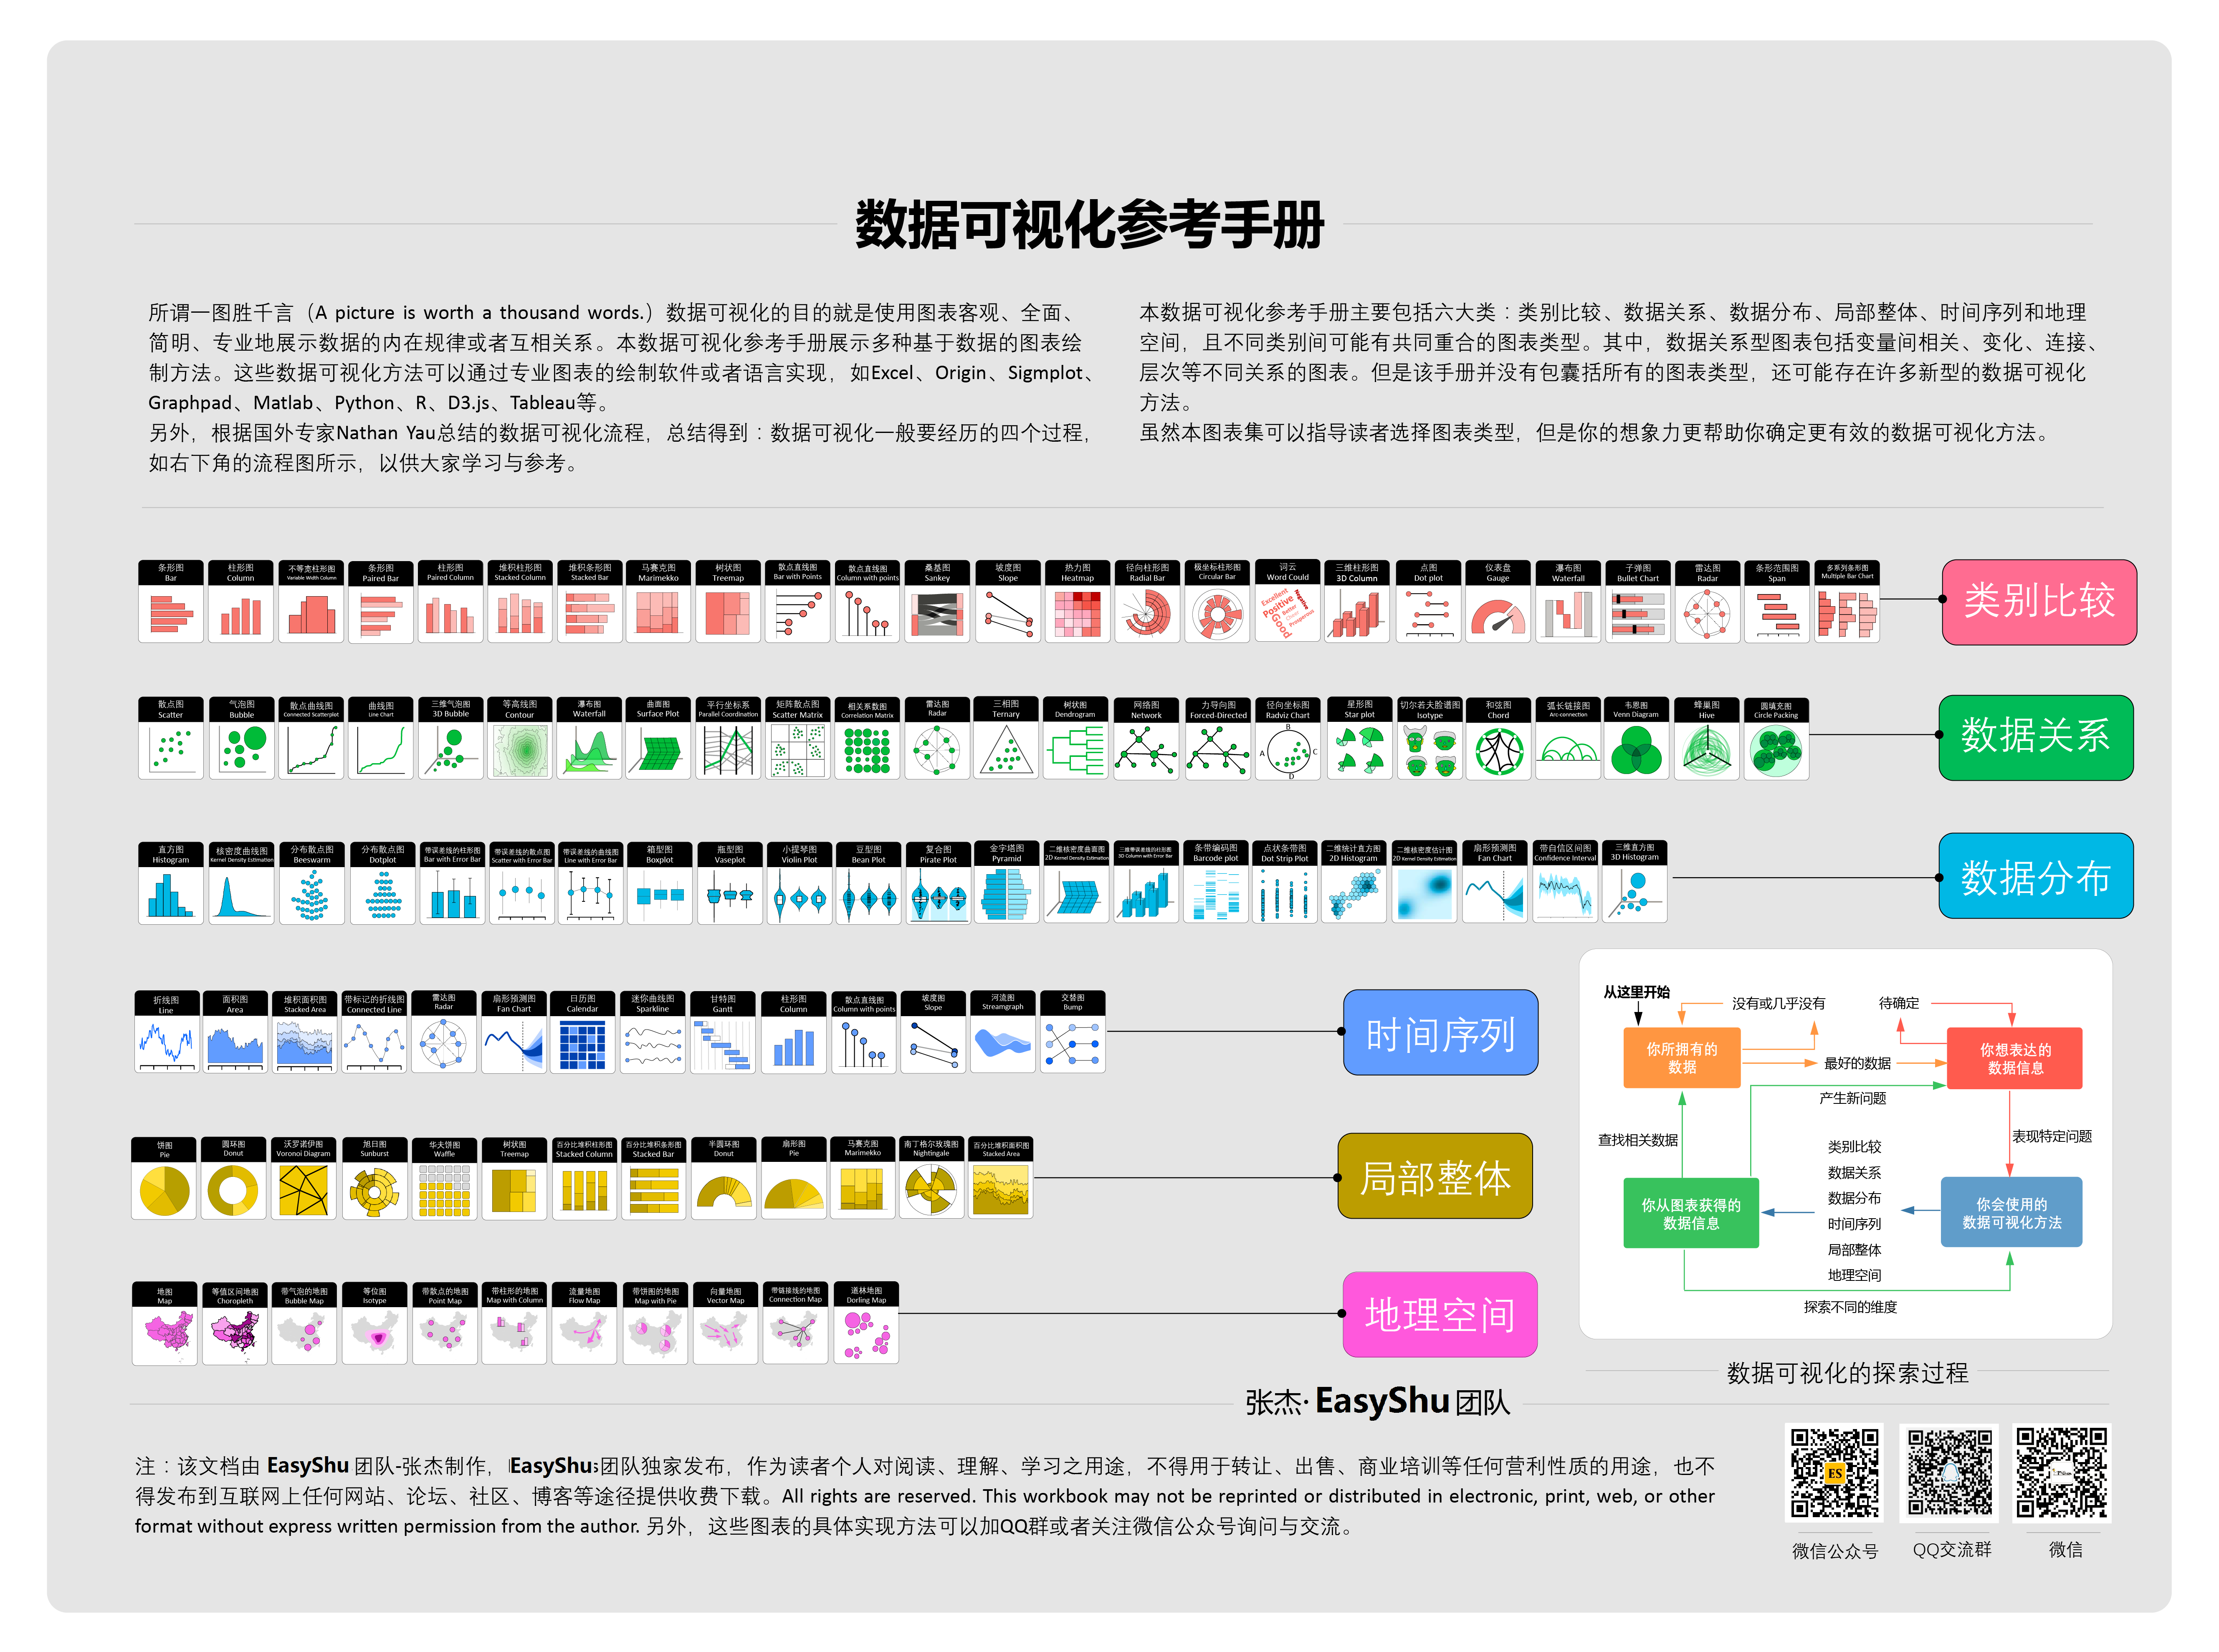 数据可视化参考手册
所谓一图胜千言（A picture is worth a thousand words.）数据可视化的目的就是使用图表客观、全面、
简明、专业地展示数据的内在规律或者互相关系。本数据可视化参考手册展示多种基于数据的图表绘
制方法。这些数据可视化方法可以通过专业图表的绘制软件或者语言实现，如Excel、Origin、Sigmplot、
Graphpad、Matlab、Python、R、D3.js、Tableau等。
另外，根据国外专家Nathan Yau总结的数据可视化流程，总结得到：数据可视化一般要经历的四个过程，
如右下角的流程图所示，以供大家学习与参考。
本数据可视化参考手册主要包括六大类：类别比较、数据关系、数据分布、局部整体、时间序列和地理
空间，且不同类别间可能有共同重合的图表类型。其中，数据关系型图表包括变量间相关、变化、连接、
层次等不同关系的图表。但是该手册并没有包囊括所有的图表类型，还可能存在许多新型的数据可视化
方法。
虽然本图表集可以指导读者选择图表类型，但是你的想象力更帮助你确定更有效的数据可视化方法。
条形图
Bar
柱形图
Column
不等宽柱形图
Variable Width Column
条形图
Paired Bar
柱形图
Paired Column
堆积柱形图
Stacked Column
堆积条形图
Stacked Bar
马赛克图
Marimekko
树状图
Treemap
散点直线图
Bar with Points
散点直线图
Column with points
桑基图
Sankey
坡度图
Slope
热力图
Heatmap
径向柱形图
Radial Bar
极坐标柱形图
Circular Bar
词云
Word Could
Excellent
Positive
Negative
Better
Good
Dangerous
三维柱形图
3D Column
点图
Dot plot
仪表盘
Gauge
瀑布图
Waterfall
子弹图
Bullet Chart
雷达图
Radar
条形范围图
Span
多系列条形图
Multiple Bar Chart
类别比较
散点图
Scatter
气泡图
Bubble
散点曲线图
Connected Scatterplot
曲线图
Line Chart
三维气泡图
3D Bubble
等高线图
Contour
瀑布图
Waterfall
曲面图
Surface Plot
平行坐标系
Parallel Coordination
矩阵散点图
Scatter Matrix
相关系数图
Correlation Matrix
雷达图
Radar
三相图
Ternary
树状图
Dendrogram
网络图
Network
力导向图
Forced-Directed
径向坐标图
Radviz Chart
B
A
C
D
星形图
Star plot
切尔若夫脸谱图
Isotype
和弦图
Chord
弧长链接图
Arc-connection
韦恩图
Venn Diagram
蜂巢图
Hive
圆填充图
Circle Packing
数据关系
直方图
Histogram
核密度曲线图
Kernel Density Estimation
分布散点图
Beeswarm
分布散点图
Dotplot
带误差线的柱形图
Bar with Error Bar
带误差线的散点图
Scatter with Error Bar
带误差线的曲线图
Line with Error Bar
箱型图
Boxplot
瓶型图
Vaseplot
小提琴图
Violin Plot
豆型图
Bean Plot
复合图
Pirate Plot
金字塔图
Pyramid
二维核密度曲面图
2D Kernel Density Estimation
三维带误差线的柱形图
3D Column with Error Bar
条带编码图
Barcode plot
点状条带图
Dot Strip Plot
二维统计直方图
2D Histogram
二维核密度估计图
2D Kernel Density Estimation
扇形预测图
Fan Chart
带自信区间图
Confidence Interval
三维直方图
3D Histogram
数据分布
折线图
Line
面积图
Area
堆积面积图
Stacked Area
带标记的折线图
Connected Line
雷达图
Radar
扇形预测图
Fan Chart
日历图
Calendar
迷你曲线图
Sparkline
甘特图
Gantt
柱形图
Column
散点直线图
Column with points
坡度图
Slope
河流图
Streamgraph
交替图
Bump
时间序列
饼图
Pie
圆环图
Donut
沃罗诺伊图
Voronoi Diagram
旭日图
Sunburst
华夫饼图
Waffle
树状图
Treemap
百分比堆积柱形图
Stacked Column
百分比堆积条形图
Stacked Bar
半圆环图
Donut
扇形图
Pie
马赛克图
Marimekko
南丁格尔玫瑰图
Nightingale
百分比堆积面积图
Stacked Area
局部整体
地图
Map
等值区间地图
Choropleth
带气泡的地图
Bubble Map
等位图
Isotype
带散点的地图
Point Map
带柱形的地图
Map with Column
流量地图
Flow Map
带饼图的地图
Map with Pie
向量地图
Vector Map
带链接线的地图
Connection Map
道林地图
Dorling Map
地理空间
从这里开始
没有或几乎没有
待确定
你所拥有的
数据
最好的数据
你想表达的
数据信息
产生新问题
查找相关数据
表现特定问题
类别比较
数据关系
数据分布
时间序列
局部整体
地理空间
你从图表获得的
数据信息
你会使用的
数据可视化方法
探索不同的维度
数据可视化的探索过程
张杰·EasyShu团队
注：该文档由 EasyShu 团队-张杰制作，EasyShu团队独家发布，作为读者个人对阅读、理解、学习之用途，不得用于转让、出售、商业培训等任何营利性质的用途，也不
得发布到互联网上任何网站、论坛、社区、博客等途径提供收费下载。All rights are reserved. This workbook may not be reprinted or distributed in electronic, print, web, or other
format without express written permission from the author. 另外，这些图表的具体实现方法可以加QQ群或者关注微信公众号询问与交流。
ES
微信公众号
QQ交流群
微信